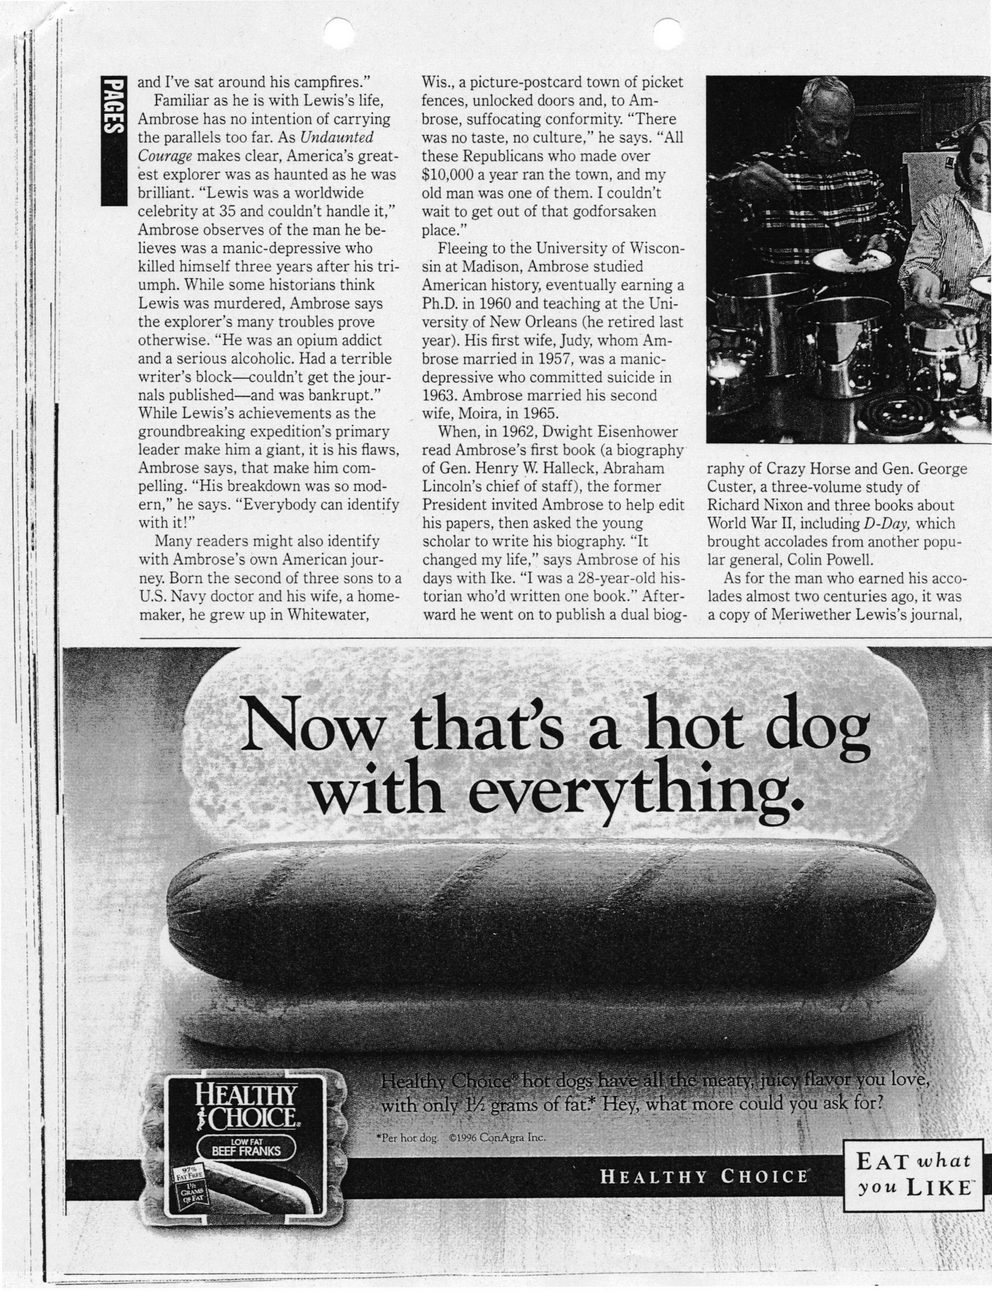 PAGES
and I've sat around his campfires."
Familiar as he is with Lewis's life,
Ambrose has no intention of carrying
the parallels too far. As Undaunted
Courage makes clear, America's great-
est explorer was as haunted as he was
brilliant. "Lewis was a worldwide
celebrity at 35 and couldn't handle it,"
Ambrose observes of the man he be-
lieves was a manic-depressive who
killed himself three years after his tri-
umph. While some historians think
Lewis was murdered, Ambrose says
the explorer's many troubles prove
otherwise. "He was an opium addict
and a serious alcoholic. Had a terrible
writer's block—couldn't get the jour-
nals published—and was bankrupt."
While Lewis's achievements as the
groundbreaking expedition's primary
leader make him a giant, it is his flaws,
Ambrose says, that make him com-
pelling. "His breakdown was so mod-
ern," he says. "Everybody can identify
with it!"
Many readers might also identify
with Ambrose's own American jour-
ney. Born the second of three sons to a
U.S. Navy doctor and his wife, a home-
maker, he grew up in Whitewater,
Wis., a picture-postcard town of picket
fences, unlocked doors and, to Am-
brose, suffocating conformity. "There
was no taste, no culture," he says. "All
these Republicans who made over
$10,000 a year ran the town, and my
old man was one of them. I couldn't
wait to get out of that godforsaken
place."
Fleeing to the University of Wiscon-
sin at Madison, Ambrose studied
American history, eventually earning a
Ph.D. in 1960 and teaching at the Uni-
versity of New Orleans (he retired last
year). His first wife, Judy, whom Am-
brose married in 1957, was a manic-
depressive who committed suicide in
1963. Ambrose married his second
wife, Moira, in 1965.
When, in 1962, Dwight Eisenhower
read Ambrose's first book (a biography
of Gen. Henry W. Halleck, Abraham
Lincoln's chief of staff), the former
President invited Ambrose to help edit
his papers, then asked the young
scholar to write his biography. "It
changed my life," says Ambrose of his
days with Ike. "I was a 28-year-old his-
torian who'd written one book." After-
ward he went on to publish a dual biog-
raphy of Crazy Horse and Gen. George
Custer, a three-volume study of
Richard Nixon and three books about
World War II, including D-Day, which
brought accolades from another popu-
lar general, Colin Powell.
As for the man who earned his acco-
lades almost two centuries ago, it was
a copy of Meriwether Lewis's journal,
Now that's a hot dog
with everything.
Healthy Choice® hot dogs have all the meaty, juicy flavor you love,
with only 1½ grams of fat.* Hey, what more could you ask for?
*Per hot dog. ©1996 ConAgra Inc.
HEALTHY
CHOICE®
LOW FAT
BEEF FRANKS
97%
FAT FREE
1½
GRAMS
OF FAT
HEALTHY CHOICE
EAT what
you LIKE™